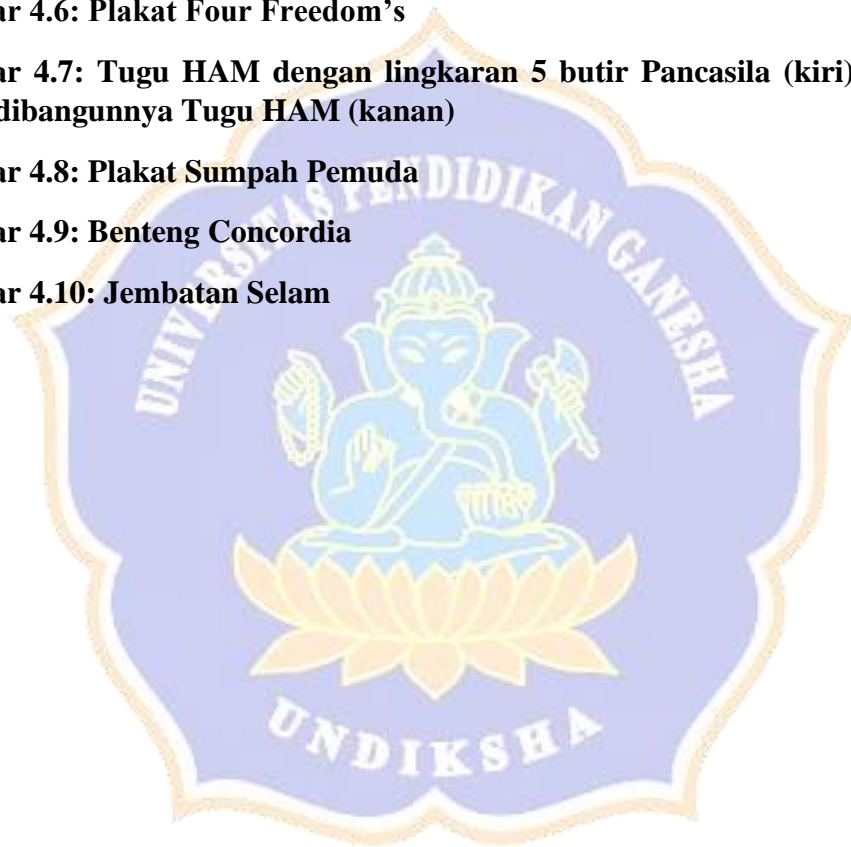 ar 4.6: Plakat Four Freedom’s
ar 4.7: Tugu HAM dengan lingkaran 5 butir Pancasila (kiri)
dibangunnya Tugu HAM (kanan)
ar 4.8: Plakat Sumpah Pemuda
ar 4.9: Benteng Concordia
ar 4.10: Jembatan Selam
UNIVERSITAS PENDIDIKAN GANESHA
UNDIKSHA